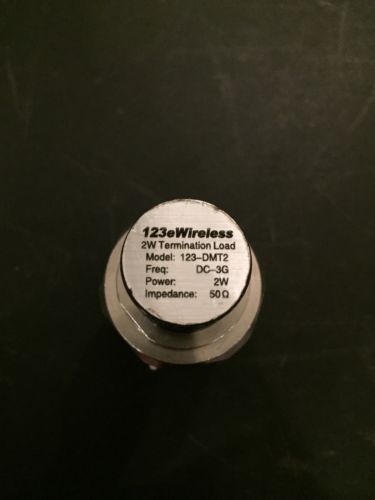 123eWireless
2W Termination Load
Model: 123-DMT2
Freq: DC-3G
Power: 2W
Impedance: 50Ω